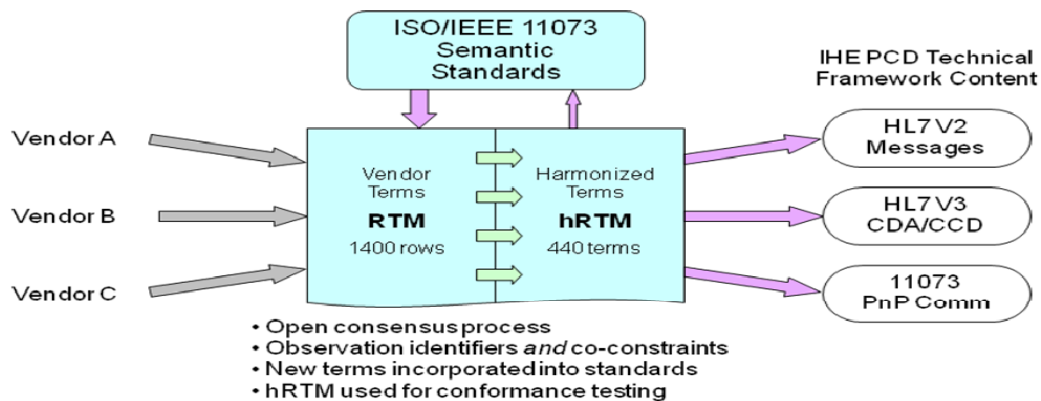 ISO/IEEE 11073
Semantic
Standards
IHE PCD Technical
Framework Content
Vendor A
Vendor B
Vendor C
Vendor
Terms
RTM
1400 rows
Harmonized
Terms
hRTM
440 terms
HL7 V2
Messages
HL7 V3
CDA/CCD
11073
PnP Comm
• Open consensus process
• Observation identifiers and co-constraints
• New terms incorporated into standards
• hRTM used for conformance testing